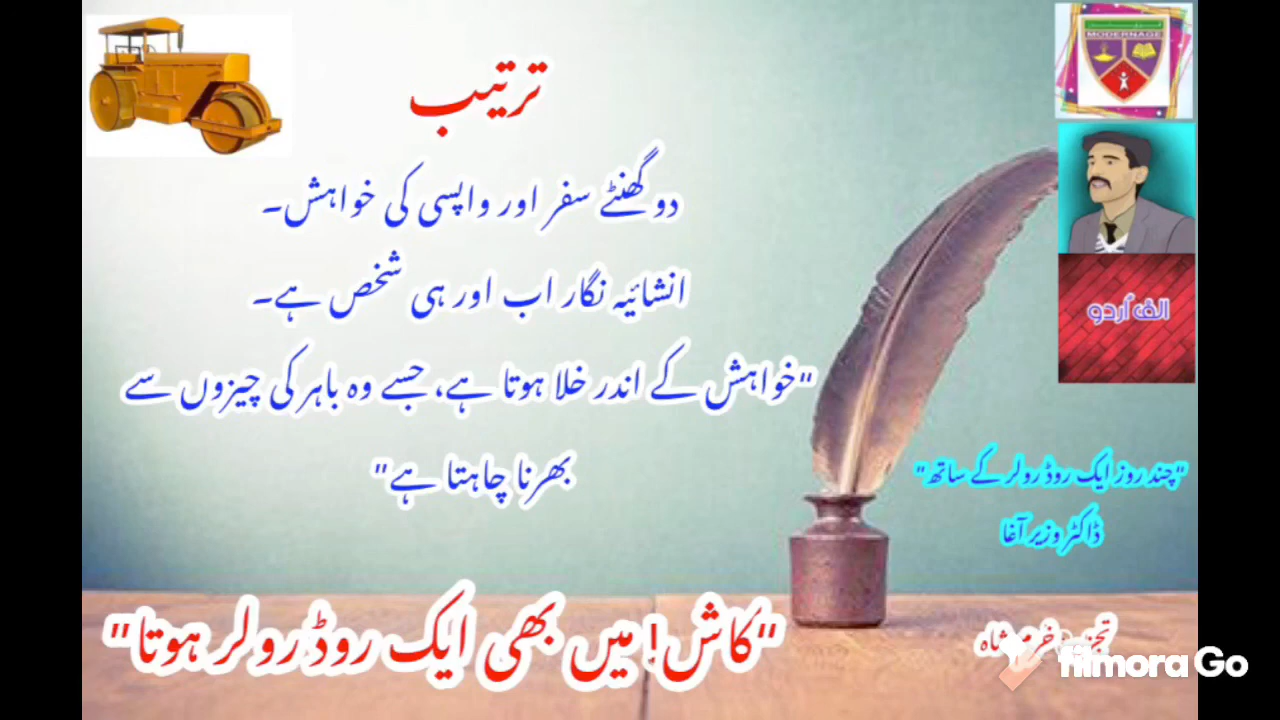 ترتیب
دو گھنٹے سفر اور واپسی کی خواہش۔
انشائیہ نگار اب اور ہی شخص ہے۔
"خواہش کے اندر خلا ہوتا ہے، جسے وہ باہر کی چیزوں سے
بھرنا چاہتا ہے"
"کاش! میں بھی ایک روڈ رولر ہوتا"
MODERNAGE
الف اُردو
"چند روز ایک روڈ رولر کے ساتھ"
ڈاکٹر وزیر آغا
شاہ
filmora Go